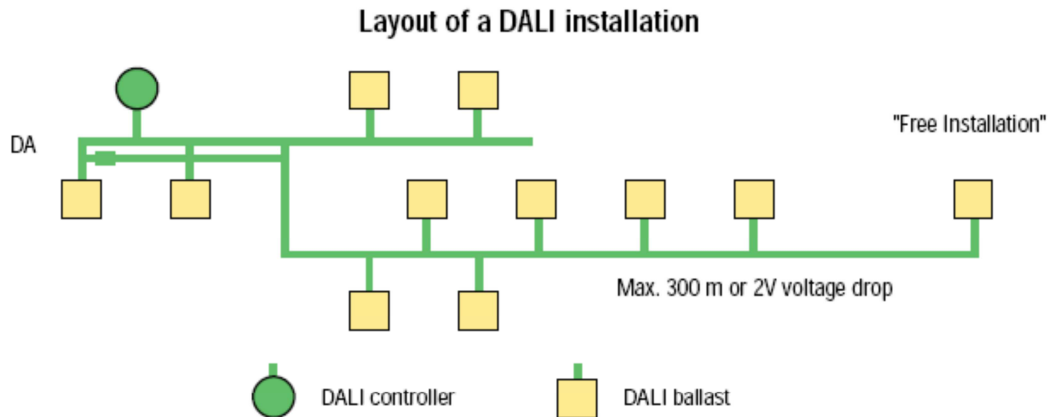 Layout of a DALI installation
DA
"Free Installation"
Max. 300 m or 2V voltage drop
DALI controller
DALI ballast